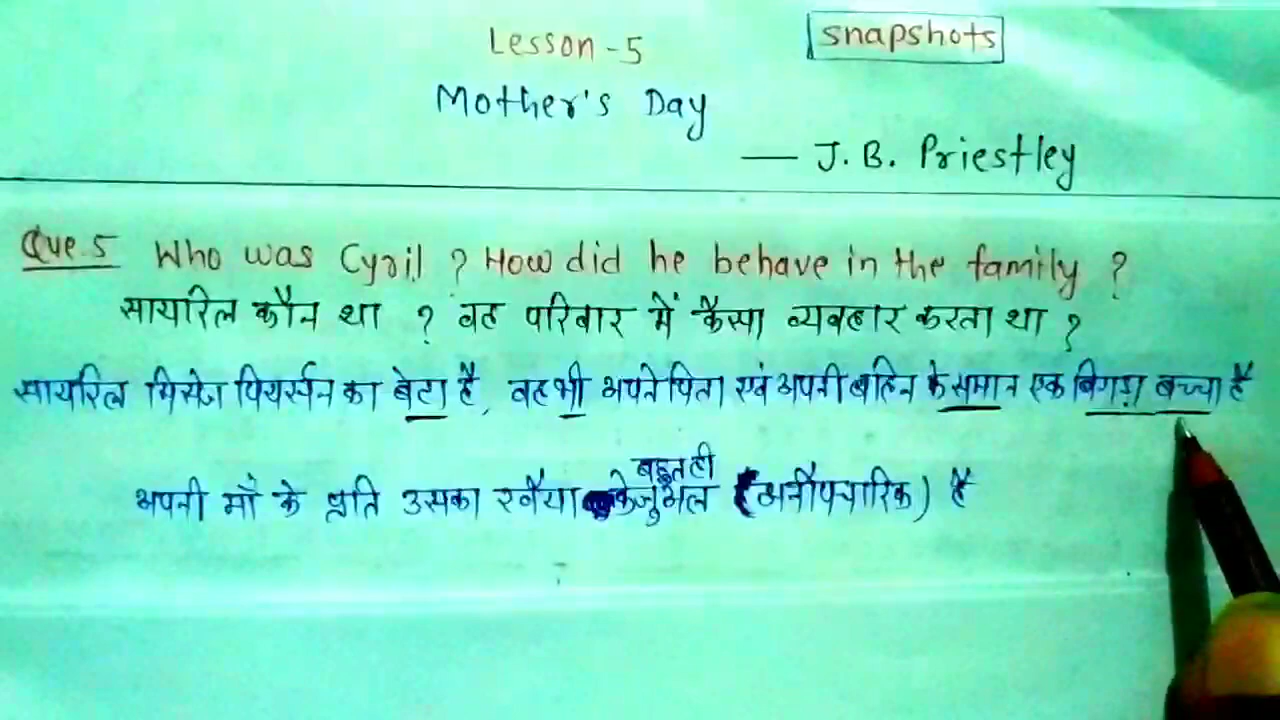 Lesson-5
snapshots
Mother's Day
— J. B. Priestley
Que.5 Who was Cyril ? How did he behave in the family ?
सायरिल कौन था ? वह परिवार में कैसा व्यवहार करता था ?
सायरिल मिसेज पियर्सन का बेटा है, वह भी अपने पिता एवं अपनी बहिन के समान एक बिगड़ा बच्चा है
बहुत ही
अपनी माँ के प्रति उसका रवैया केजुअल (अनौपचारिक) है